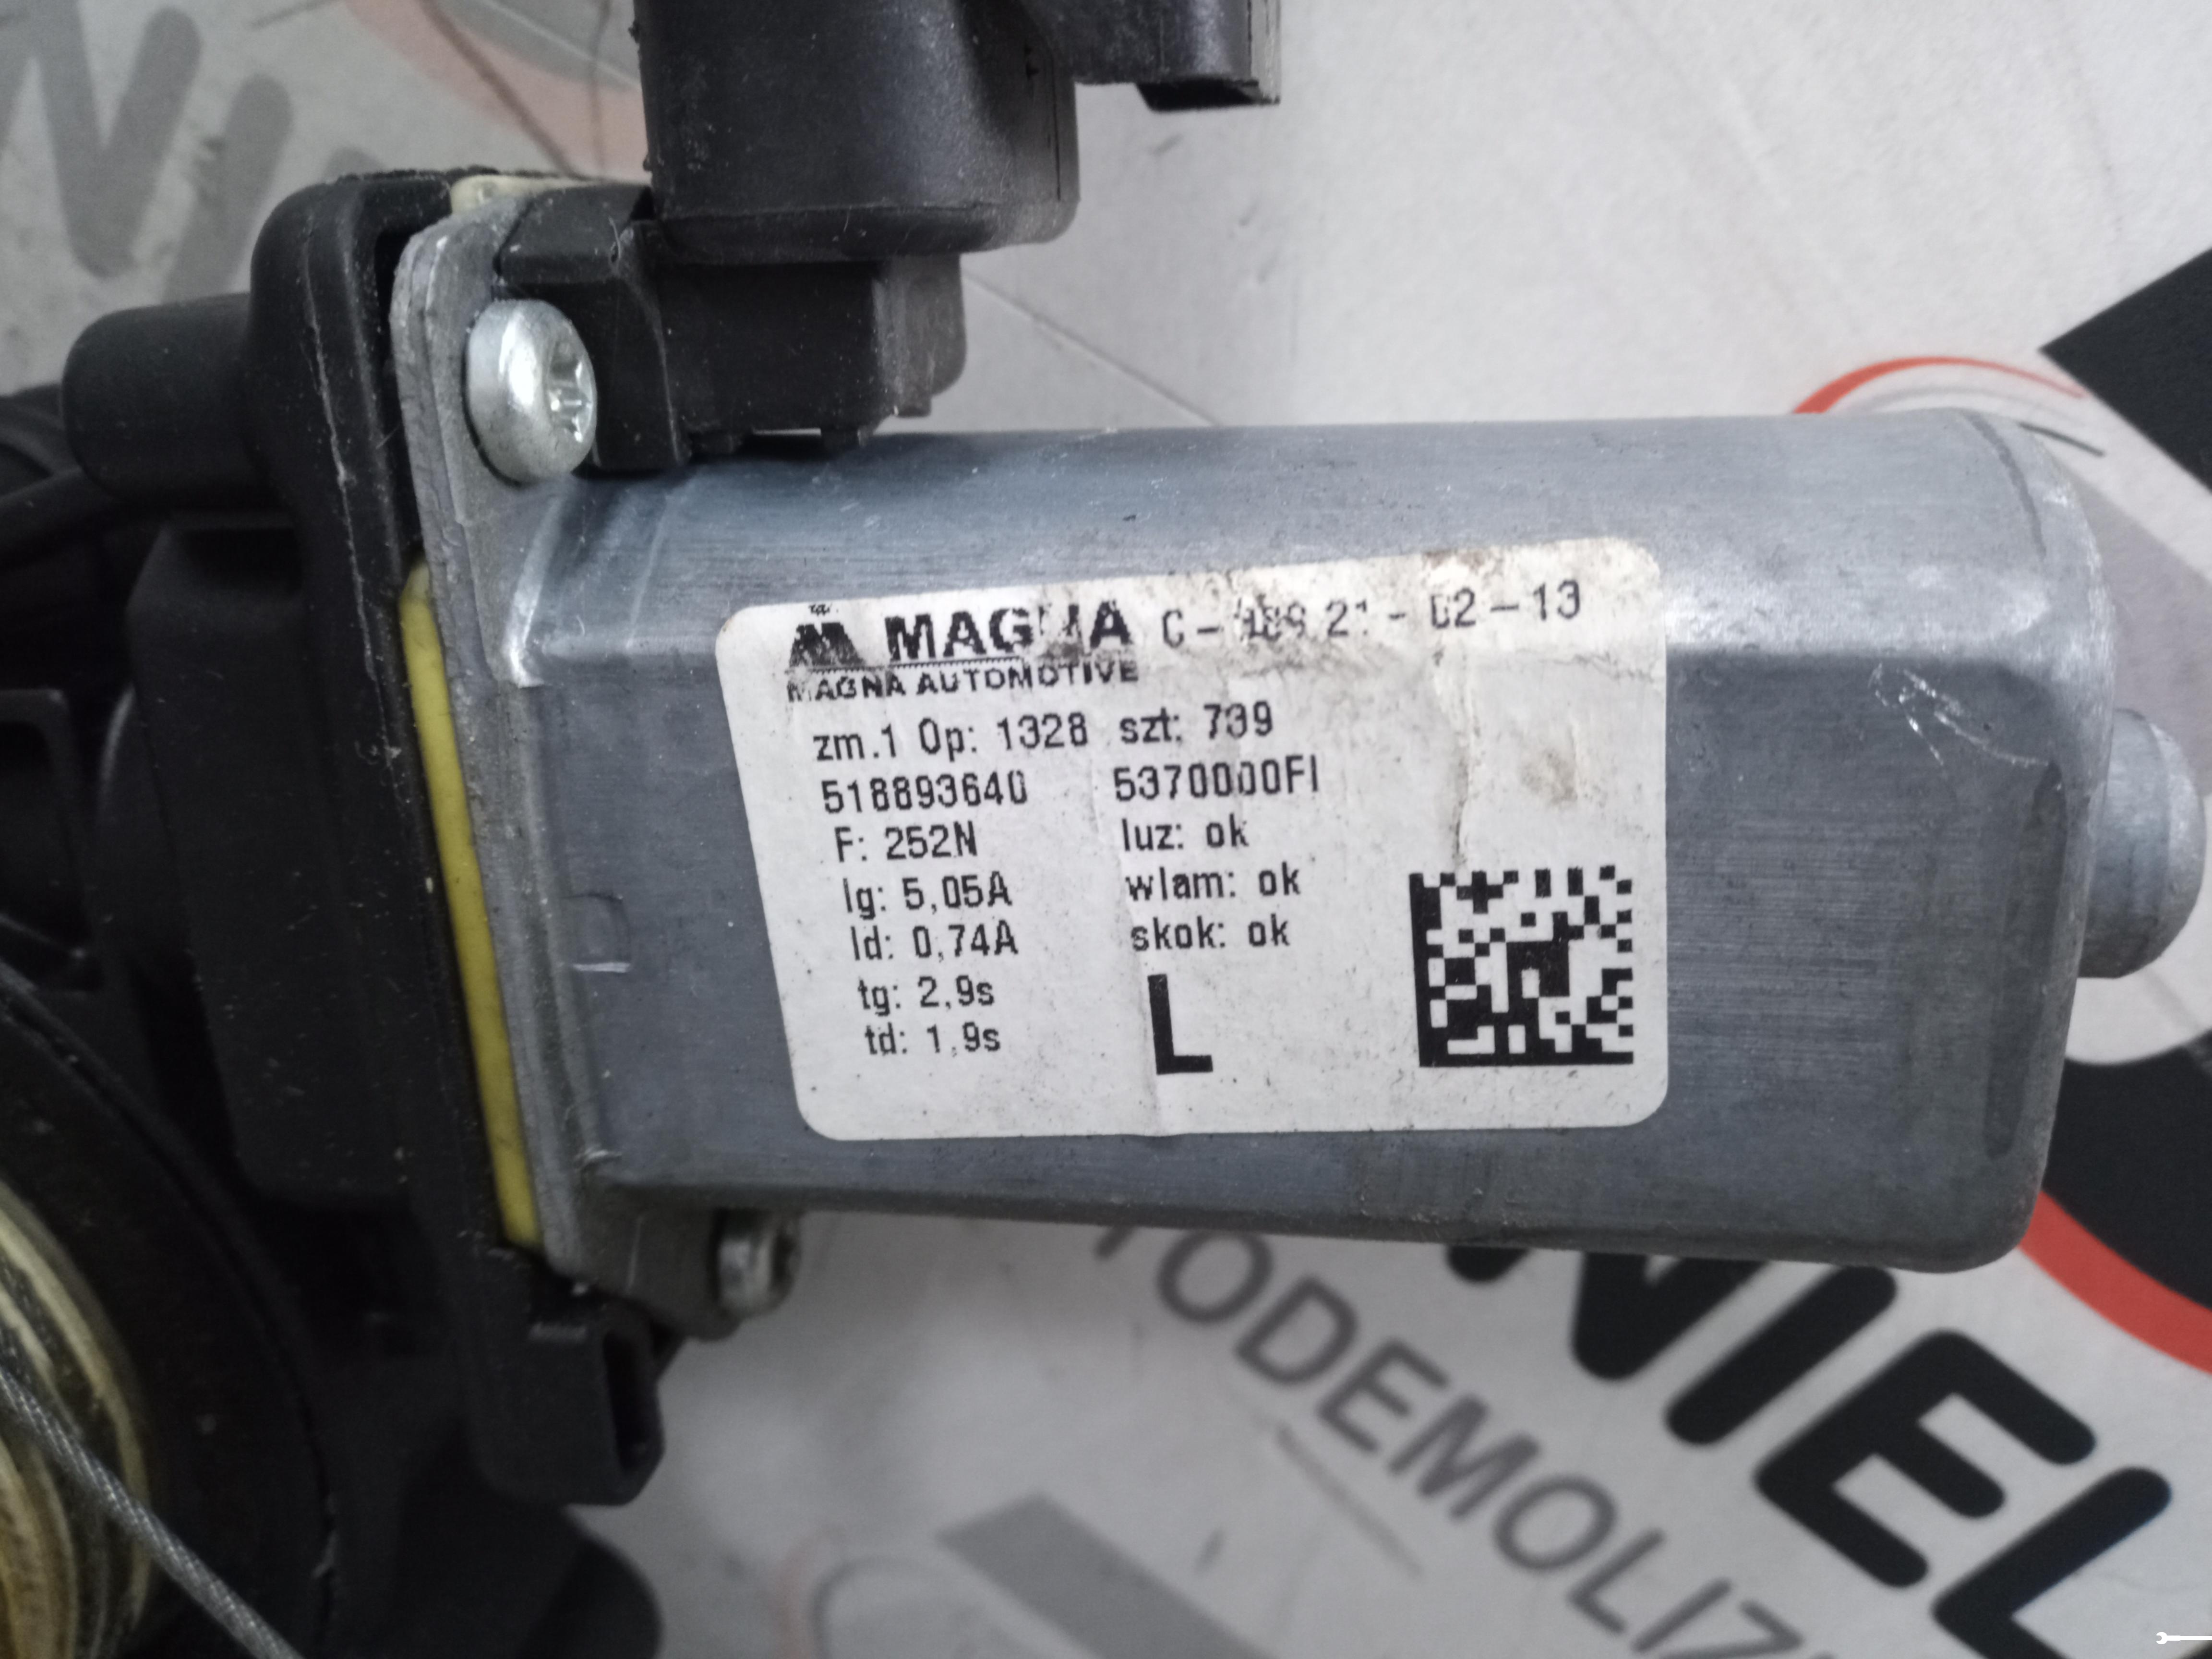 MAGNA
MAGNA AUTOMOTIVE
zm.1 Op: 1328 szt: 739
518893640 5370000FI
F: 252N luz: ok
Ig: 5,05A wlam: ok
Id: 0,74A skok: ok
tg: 2,9s
td: 1,9s
L